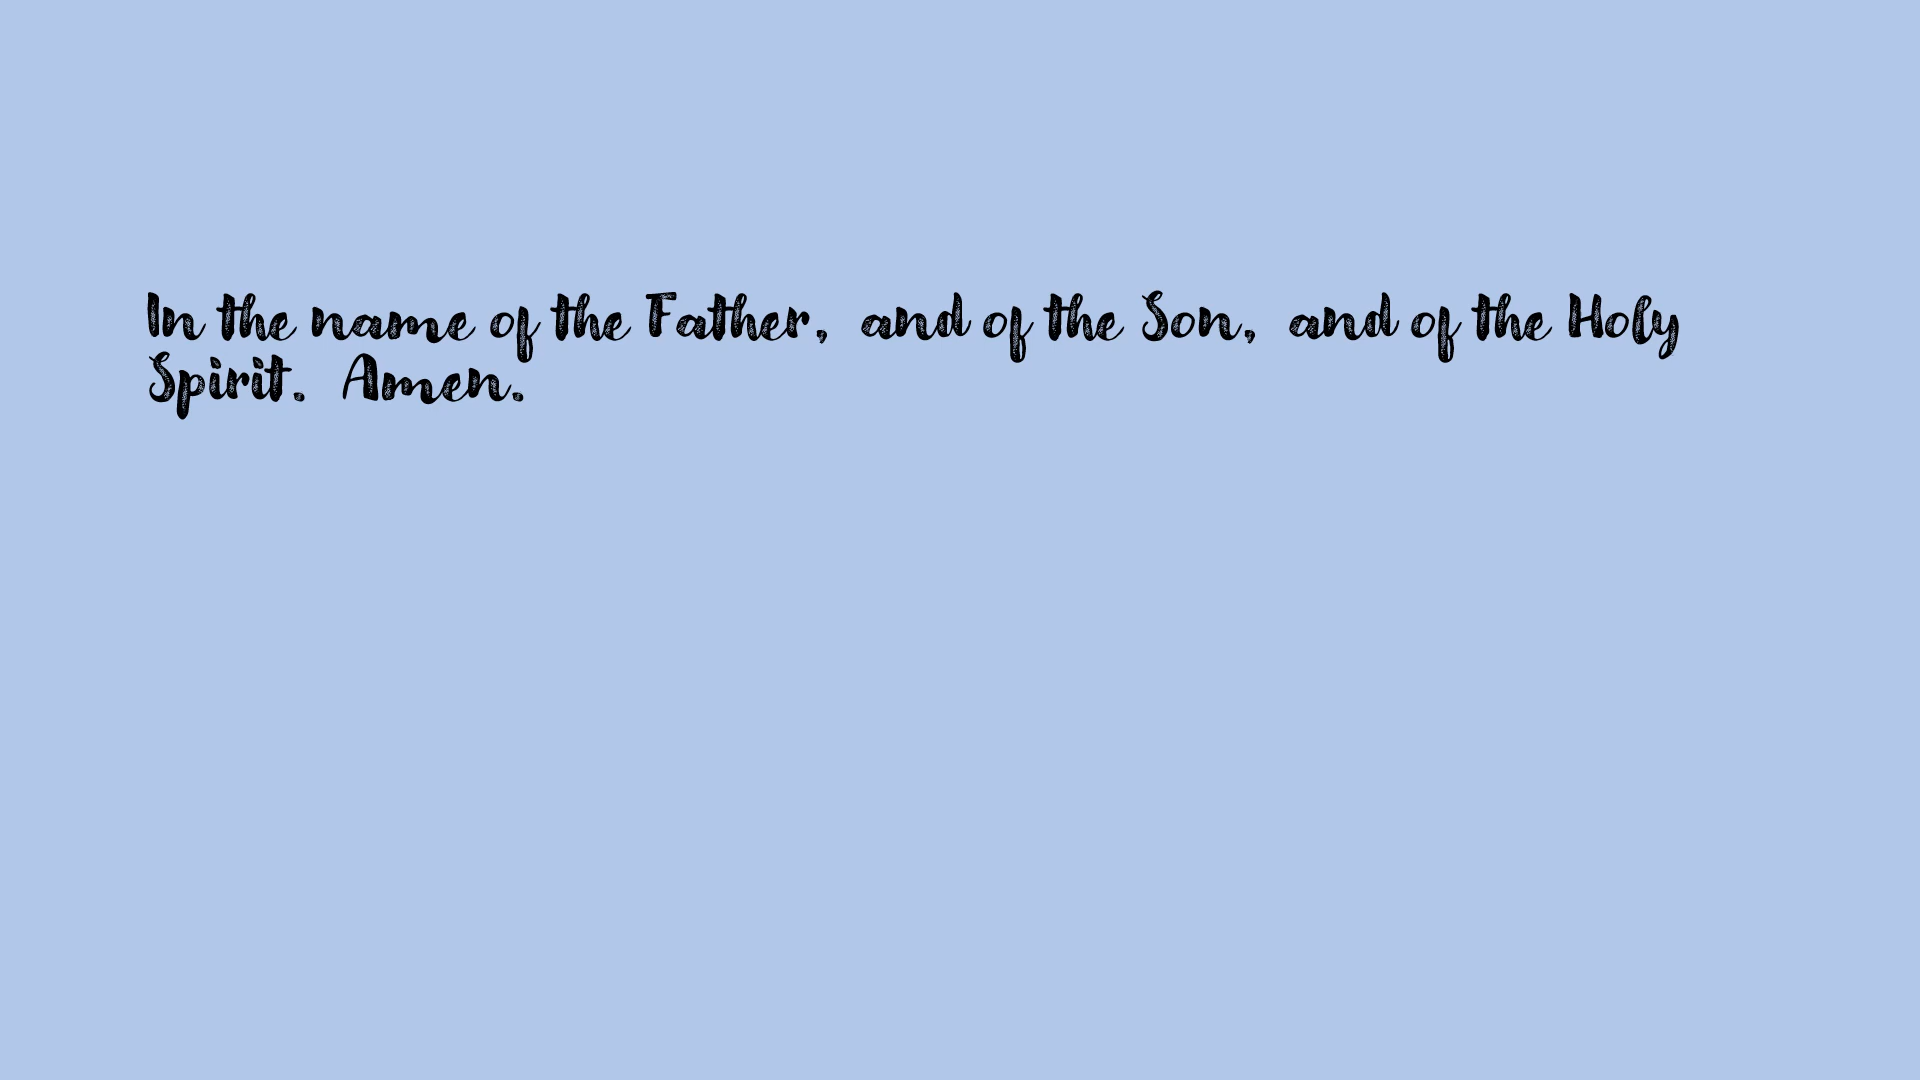 In the name of the Father, and of the Son, and of the Holy
Spirit. Amen.